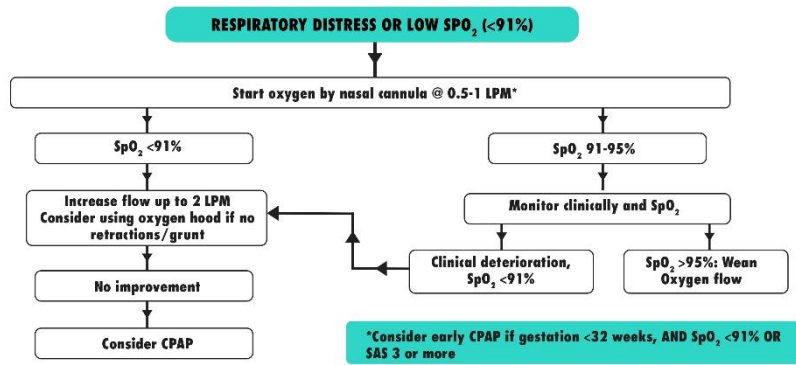 RESPIRATORY DISTRESS OR LOW SPO₂ (<91%)
Start oxygen by nasal cannula @ 0.5-1 LPM*
SpO₂ <91%
SpO₂ 91-95%
Increase flow up to 2 LPM
Consider using oxygen hood if no
retractions/grunt
Monitor clinically and SpO₂
Clinical deterioration,
SpO₂ <91%
SpO₂ >95%: Wean
Oxygen flow
No improvement
Consider CPAP
*Consider early CPAP if gestation <32 weeks, AND SpO₂ <91% OR
SAS 3 or more